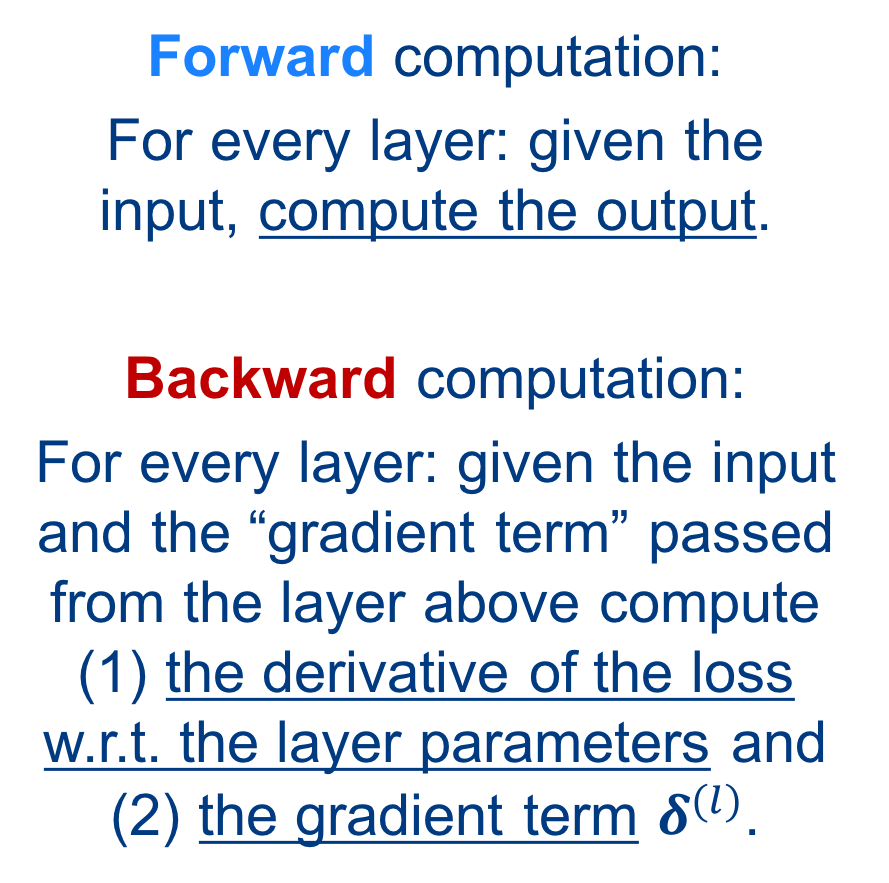 Forward computation:
For every layer: given the
input, compute the output.
Backward computation:
For every layer: given the input
and the “gradient term” passed
from the layer above compute
(1) the derivative of the loss
w.r.t. the layer parameters and
(2) the gradient term 𝜹⁽ˡ⁾.